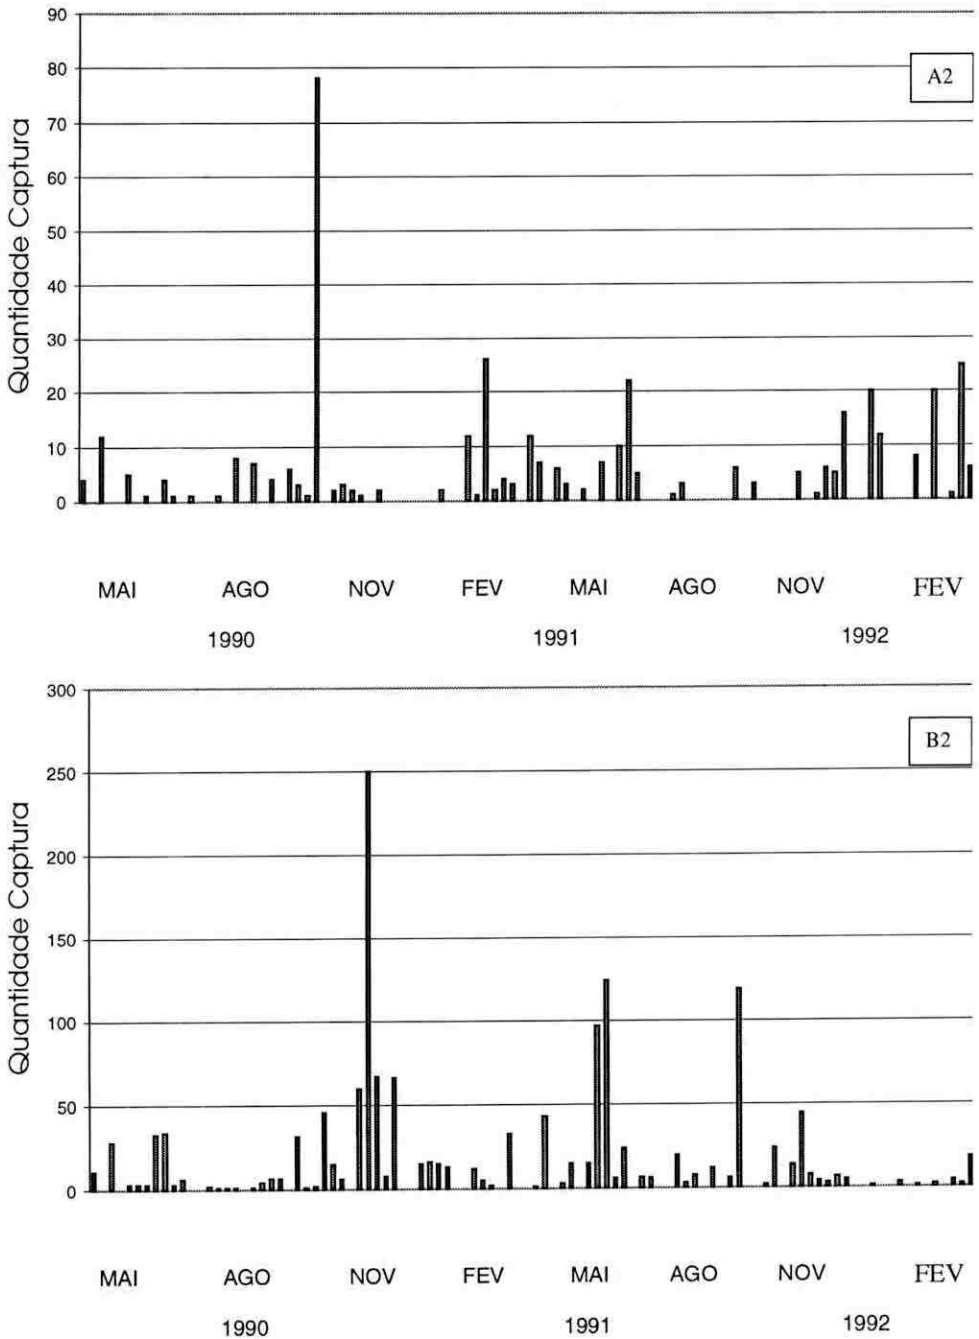 90
A2
80
70
60
50
40
30
20
10
0
Quantidade Captura
MAI AGO NOV FEV MAI AGO NOV FEV
1990 1991 1992
300
B2
250
200
150
100
50
0
Quantidade Captura
MAI AGO NOV FEV MAI AGO NOV FEV
1990 1991 1992